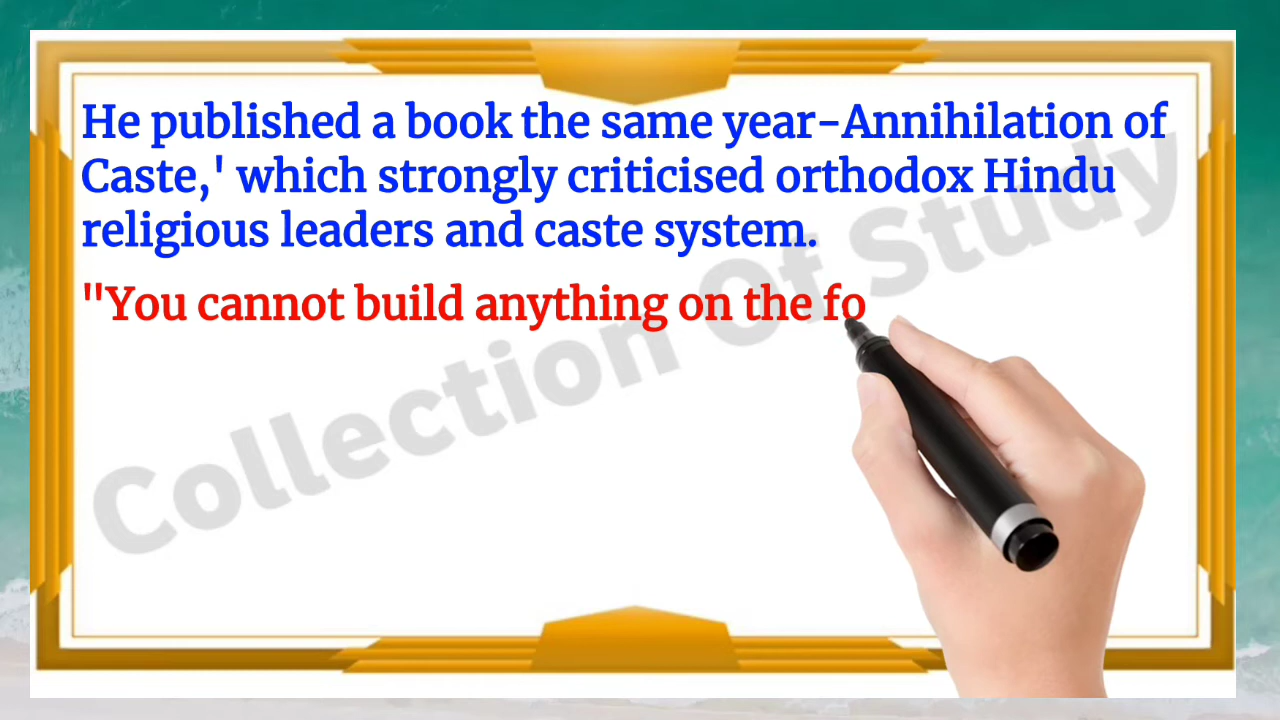 He published a book the same year-Annihilation of
Caste,' which strongly criticised orthodox Hindu
religious leaders and caste system.
"You cannot build anything on the fo
Collection Of Study